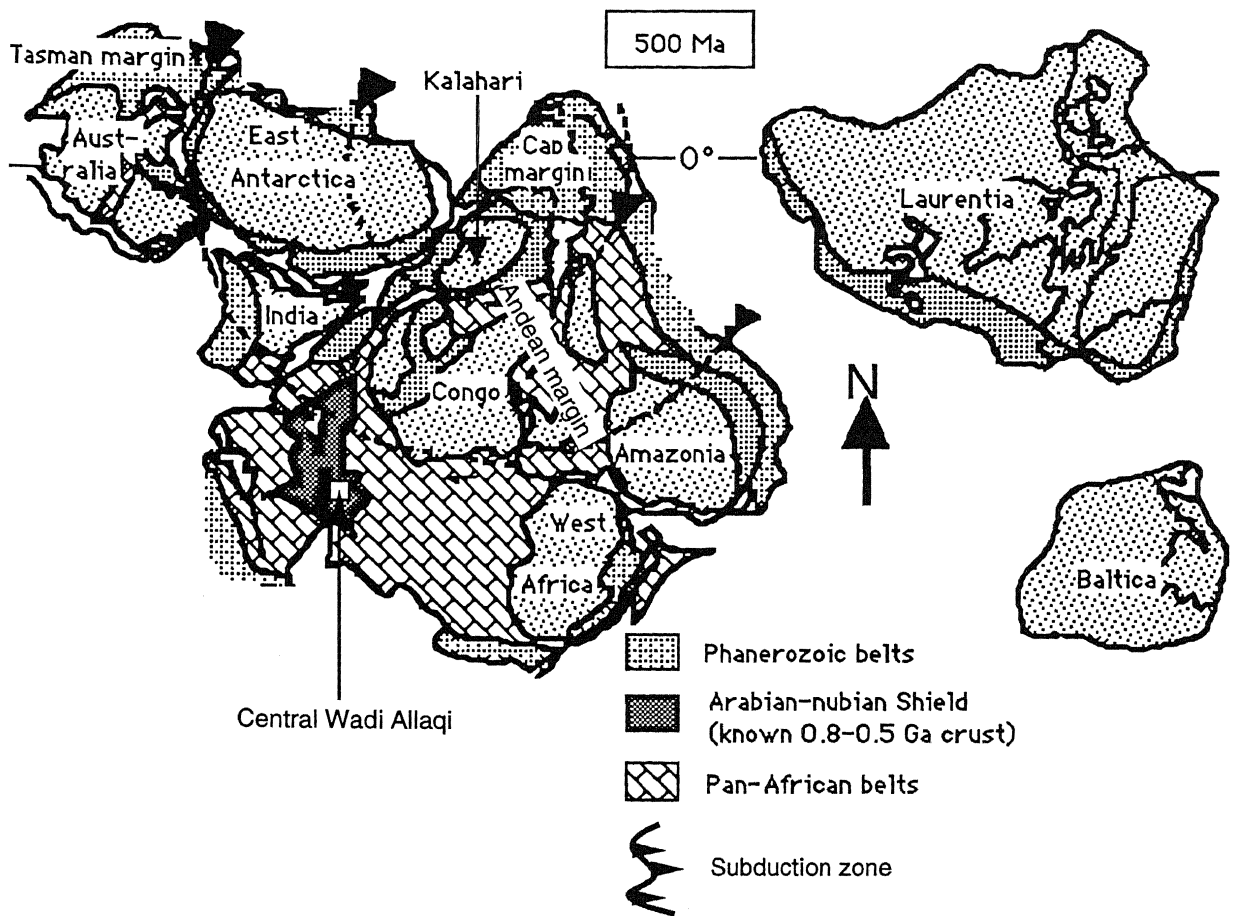 500 Ma
Tasman margin
Kalahari
Aust-
ralia
East
Antarctica
Cap
margin
0°
Laurentia
India
Andean margin
Congo
N
Amazonia
West
Africa
Baltica
Phanerozoic belts
Central Wadi Allaqi
Arabian-nubian Shield
(known 0.8-0.5 Ga crust)
Pan-African belts
Subduction zone